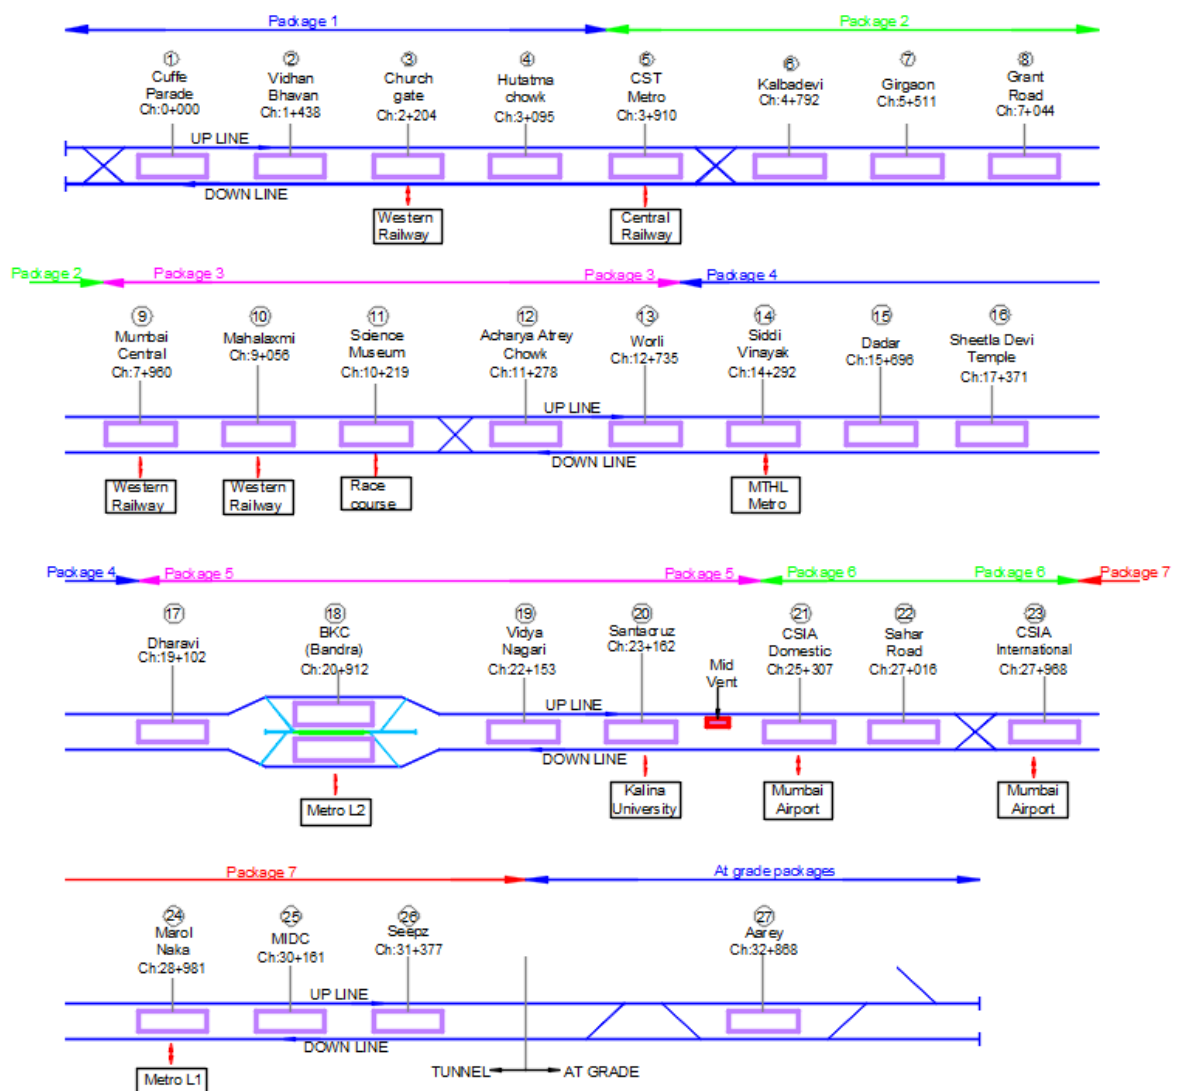 Package 1
Package 2
1
Cuffe
Parade
Ch:0+000
2
Vidhan
Bhavan
Ch:1+438
3
Church
gate
Ch:2+204
4
Hutatma
chowk
Ch:3+095
5
CST
Metro
Ch:3+910
6
Kalbadevi
Ch:4+792
7
Girgaon
Ch:5+511
8
Grant
Road
Ch:7+044
UP LINE
DOWN LINE
Western
Railway
Central
Railway
Package 2
Package 3
Package 3
Package 4
9
Mumbai
Central
Ch:7+960
10
Mahalaxmi
Ch:9+056
11
Science
Museum
Ch:10+219
12
Acharya Atrey
Chowk
Ch:11+278
13
Worli
Ch:12+735
14
Siddi
Vinayak
Ch:14+292
15
Dadar
Ch:15+696
16
Sheetla Devi
Temple
Ch:17+371
UP LINE
DOWN LINE
Western
Railway
Western
Railway
Race
course
MTHL
Metro
Package 4
Package 5
Package 5
Package 6
Package 6
Package 7
17
Dharavi
Ch:19+102
18
BKC
(Bandra)
Ch:20+912
19
Vidya
Nagari
Ch:22+153
20
Santacruz
Ch:23+162
Mid
Vent
21
CSIA
Domestic
Ch:25+307
22
Sahar
Road
Ch:27+016
23
CSIA
International
Ch:27+968
UP LINE
DOWN LINE
Metro L2
Kalina
University
Mumbai
Airport
Mumbai
Airport
Package 7
At grade packages
24
Marol
Naka
Ch:28+981
25
MIDC
Ch:30+161
26
Seepz
Ch:31+377
27
Aarey
Ch:32+868
UP LINE
DOWN LINE
TUNNEL
AT GRADE
Metro L1